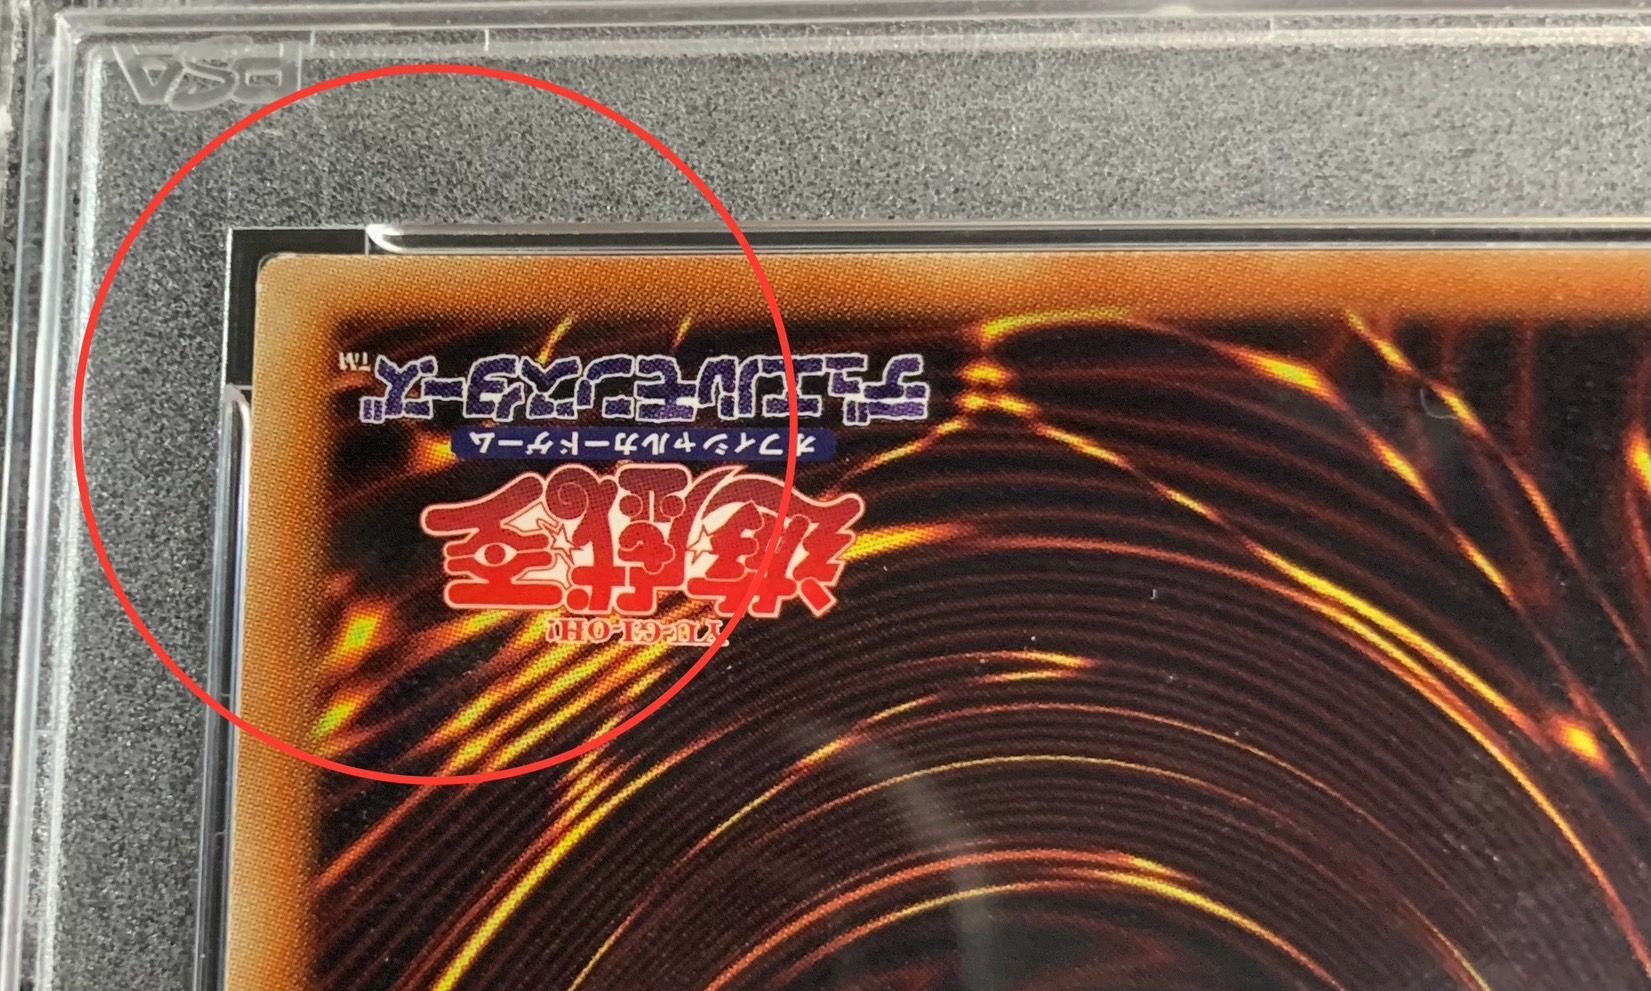 PSA
YU-GI-OH!
遊戯王
オフィシャルカードゲーム
デュエルモンスターズ
TM